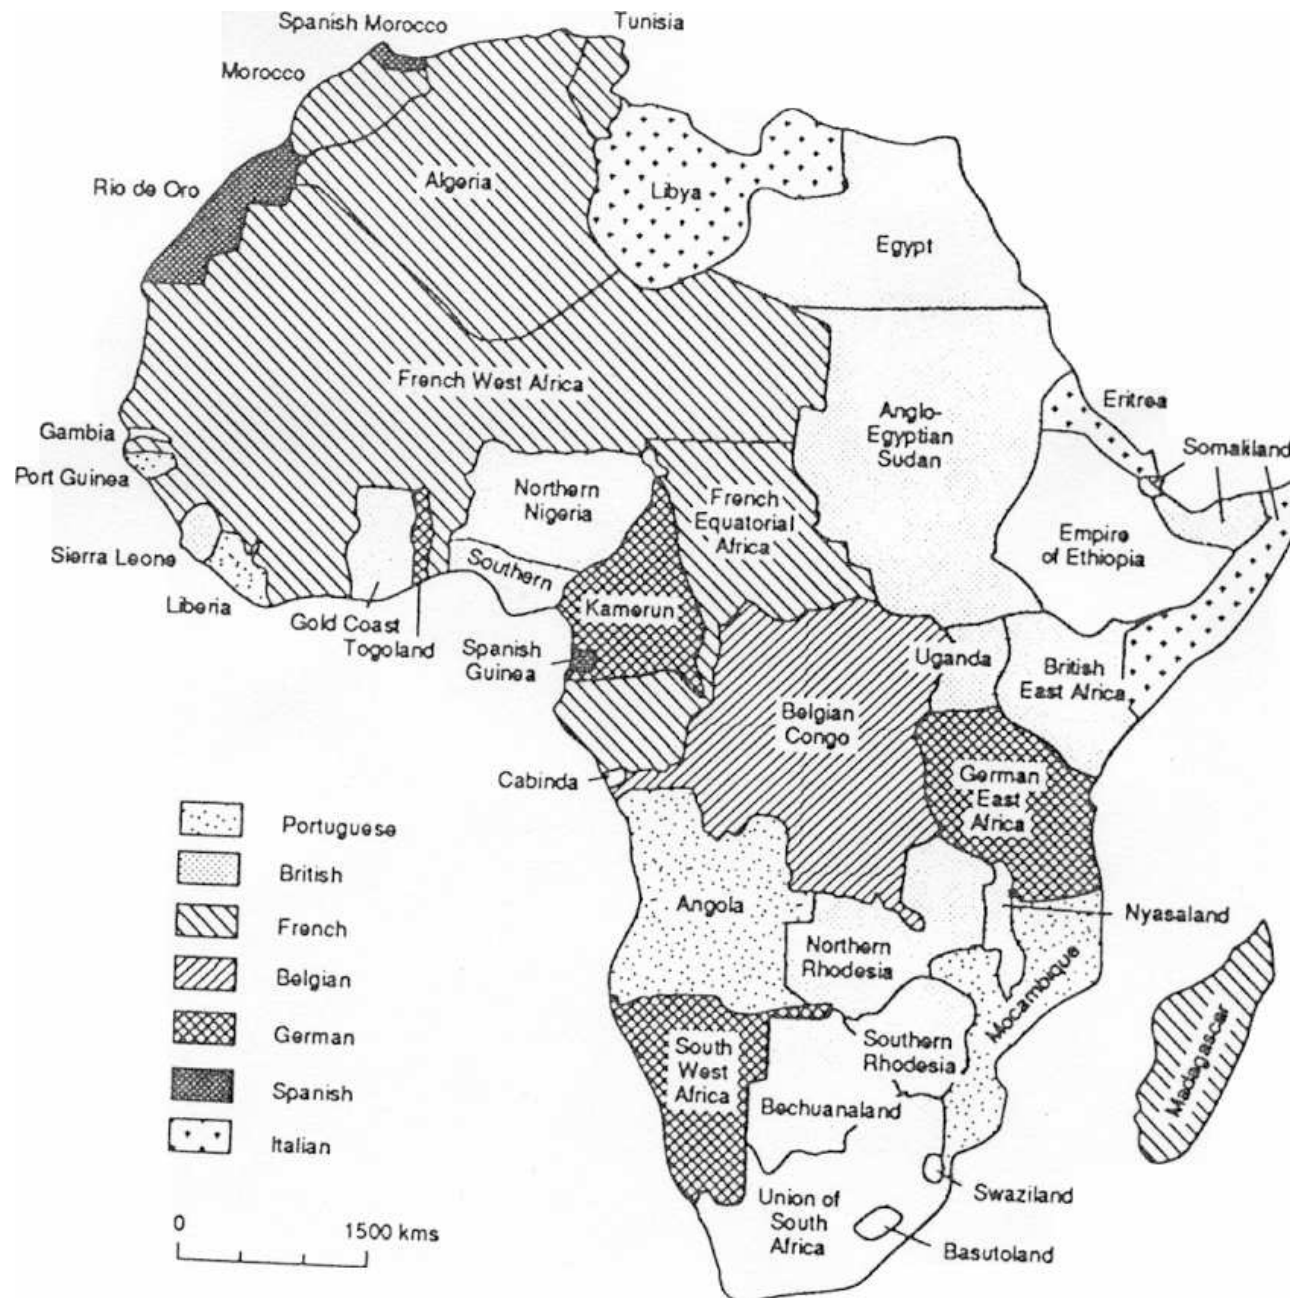 Spanish Morocco
Tunisia
Morocco
Rio de Oro
Algeria
Libya
Egypt
French West Africa
Gambia
Port Guinea
Sierra Leone
Liberia
Gold Coast
Togoland
Northern
Nigeria
Southern
Kamerun
Spanish
Guinea
French
Equatorial
Africa
Anglo-
Egyptian
Sudan
Eritrea
Somakland
Empire
of Ethiopia
Uganda
British
East Africa
Belgian
Congo
German
East
Africa
Cabinda
Angola
Northern
Rhodesia
Nyasaland
Mocambique
Madagascar
Southern
Rhodesia
South
West
Africa
Bechuanaland
Union of
South
Africa
Swaziland
Basutoland
Portuguese
British
French
Belgian
German
Spanish
Italian
0 1500 kms